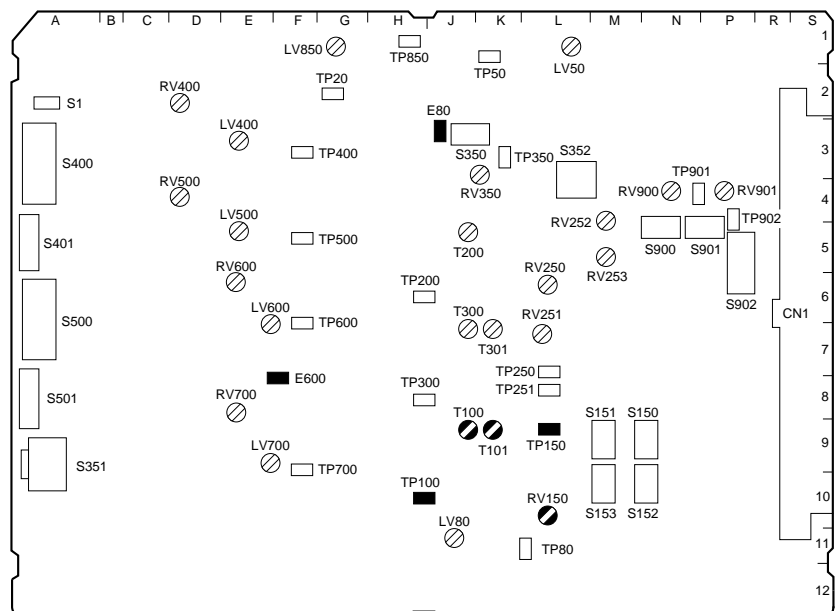 A B C D E F G H J K L M N P R S
1
LV850
TP850
TP50
LV50
RV400
TP20
2
S1
E80
LV400
3
S400
TP400
S350
TP350
S352
TP901
RV500
RV350
RV900
RV901
4
LV500
RV252
TP902
S401
TP500
T200
S900
S901
5
RV600
RV250
RV253
TP200
6
S902
LV600
T300
RV251
CN1
S500
TP600
T301
7
TP250
E600
RV700
TP300
TP251
8
S501
T100
S151
S150
LV700
T101
TP150
9
S351
TP700
TP100
RV150
10
S153
S152
LV80
TP80
11
12